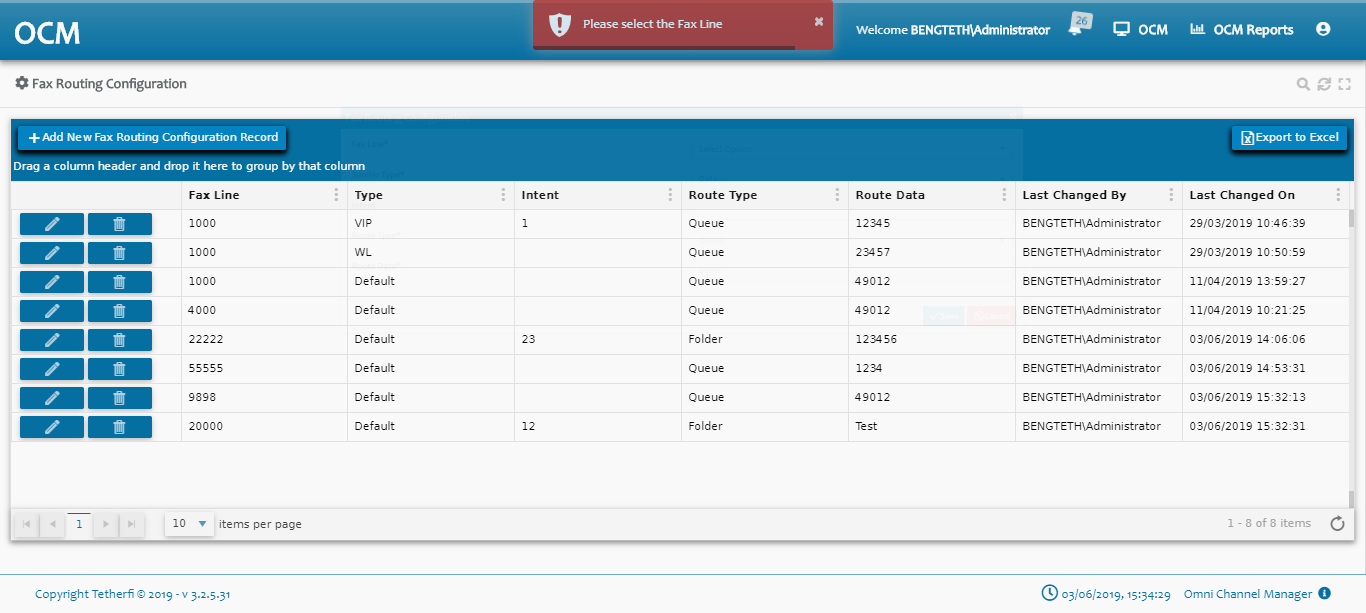 OCM
Please select the Fax Line
Welcome BENGTETH\Administrator
26
OCM
OCM Reports
Fax Routing Configuration
Add New Fax Routing Configuration Record
Export to Excel
Drag a column header and drop it here to group by that column
Fax Line Type Intent Route Type Route Data Last Changed By Last Changed On
1000 VIP 1 Queue 12345 BENGTETH\Administrator 29/03/2019 10:46:39
1000 WL Queue 23457 BENGTETH\Administrator 29/03/2019 10:50:59
1000 Default Queue 49012 BENGTETH\Administrator 11/04/2019 13:59:27
4000 Default Queue 49012 BENGTETH\Administrator 11/04/2019 10:21:25
22222 Default 23 Folder 123456 BENGTETH\Administrator 03/06/2019 14:06:06
55555 Default Queue 1234 BENGTETH\Administrator 03/06/2019 14:53:31
9898 Default Queue 49012 BENGTETH\Administrator 03/06/2019 15:32:13
20000 Default 12 Folder Test BENGTETH\Administrator 03/06/2019 15:32:31
1
10
items per page
1 - 8 of 8 items
Copyright Tetherfi © 2019 - v 3.2.5.31
03/06/2019, 15:34:29
Omni Channel Manager